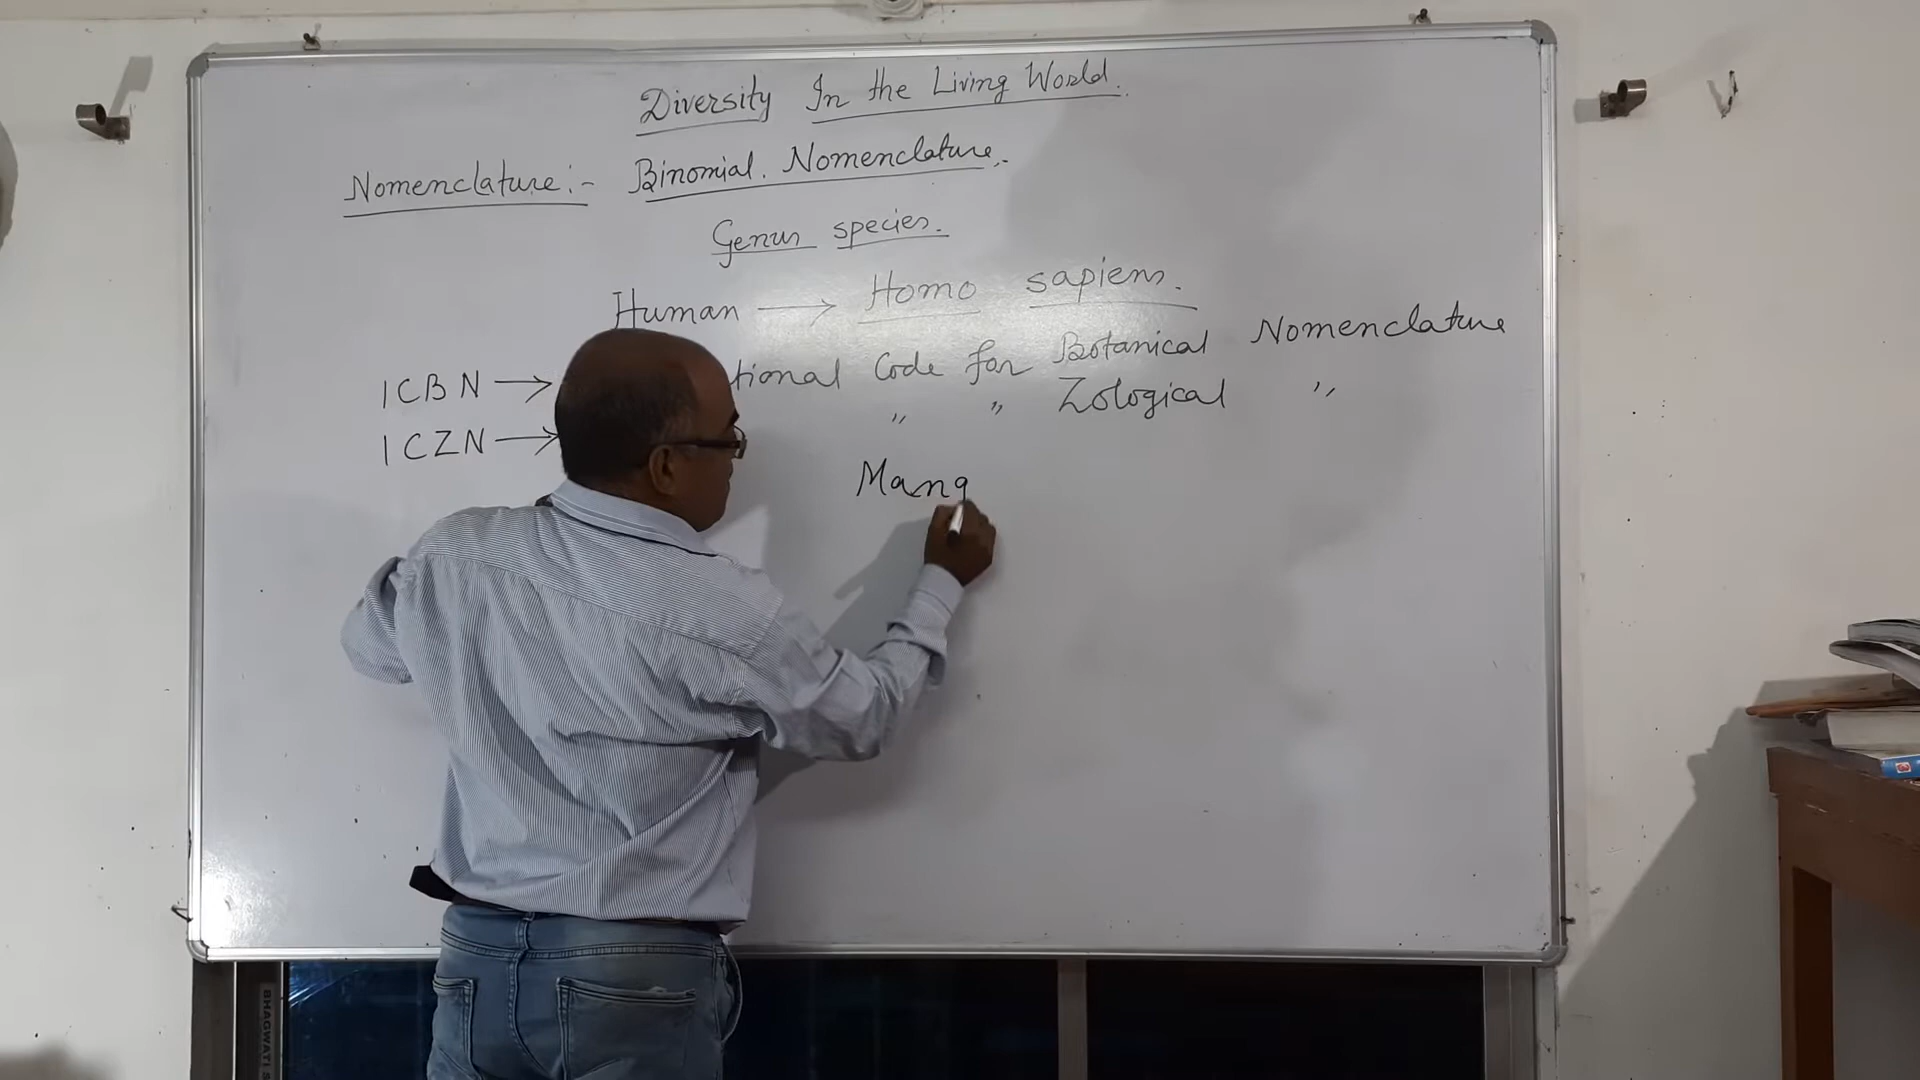 Diversity In the Living World.
Nomenclature:- Binomial. Nomenclature.
Genus species.
Human → Homo sapiens.
ICBN → tional Code for Botanical Nomenclature
ICZN → " " Zological "
Mang
BHAGWATI S